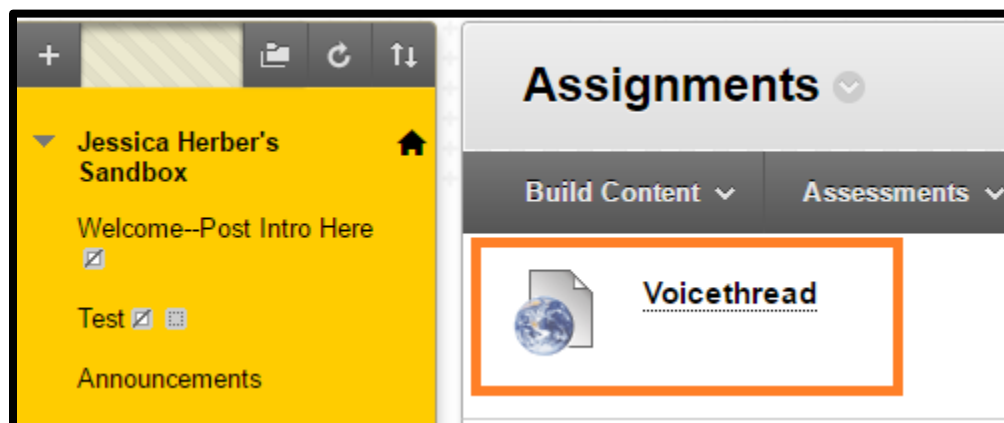 Jessica Herber's
Sandbox
Welcome--Post Intro Here
Test
Announcements
Assignments
Build Content
Assessments
Voicethread